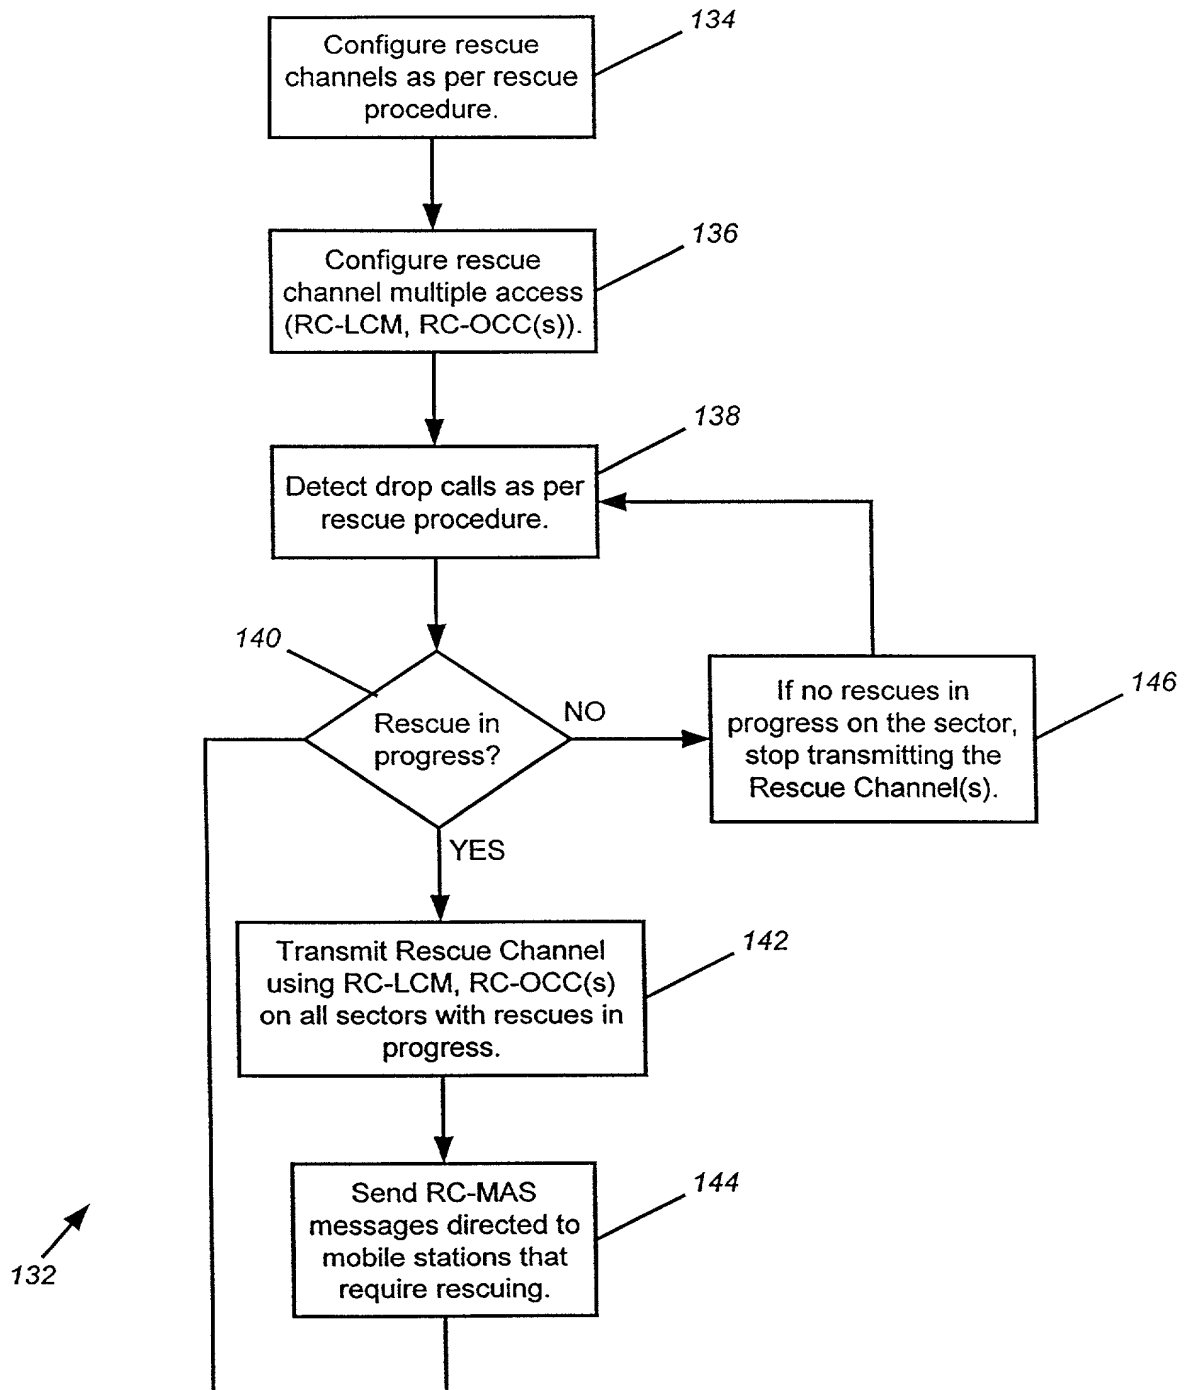 134
Configure rescue
channels as per rescue
procedure.
136
Configure rescue
channel multiple access
(RC-LCM, RC-OCC(s)).
138
Detect drop calls as per
rescue procedure.
140
Rescue in
progress?
NO
146
If no rescues in
progress on the sector,
stop transmitting the
Rescue Channel(s).
YES
142
Transmit Rescue Channel
using RC-LCM, RC-OCC(s)
on all sectors with rescues in
progress.
144
Send RC-MAS
messages directed to
mobile stations that
require rescuing.
132